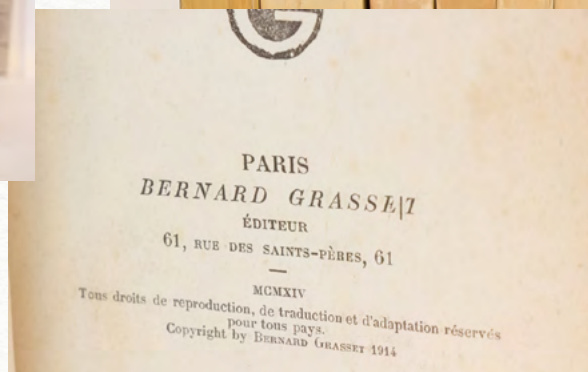 G
PARIS
BERNARD GRASSE|T
ÉDITEUR
61, RUE DES SAINTS-PÈRES, 61
MCMXIV
Tous droits de reproduction, de traduction et d'adaptation réservés
pour tous pays.
Copyright by BERNARD GRASSET 1914